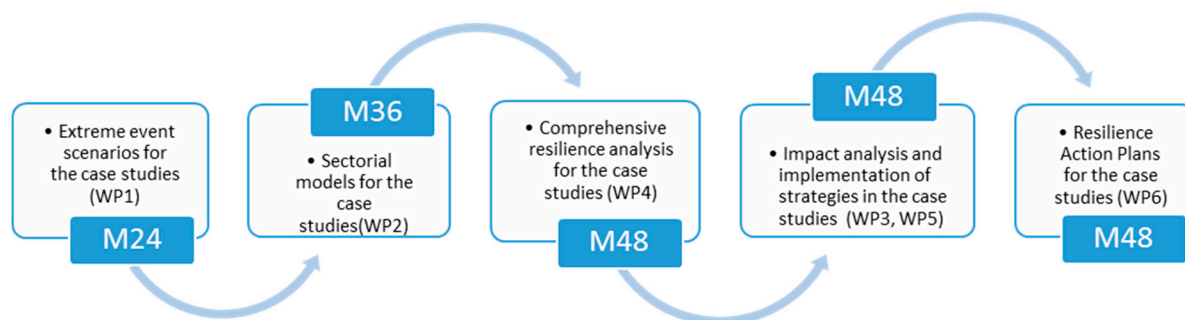 • Extreme event
scenarios for
the case studies
(WP1)
M24
M36
• Sectorial
models for the
case
studies(WP2)
• Comprehensive
resilience analysis
for the case
studies (WP4)
M48
M48
• Impact analysis and
implementation of
strategies in the case
studies (WP3, WP5)
• Resilience
Action Plans
for the case
studies (WP6)
M48